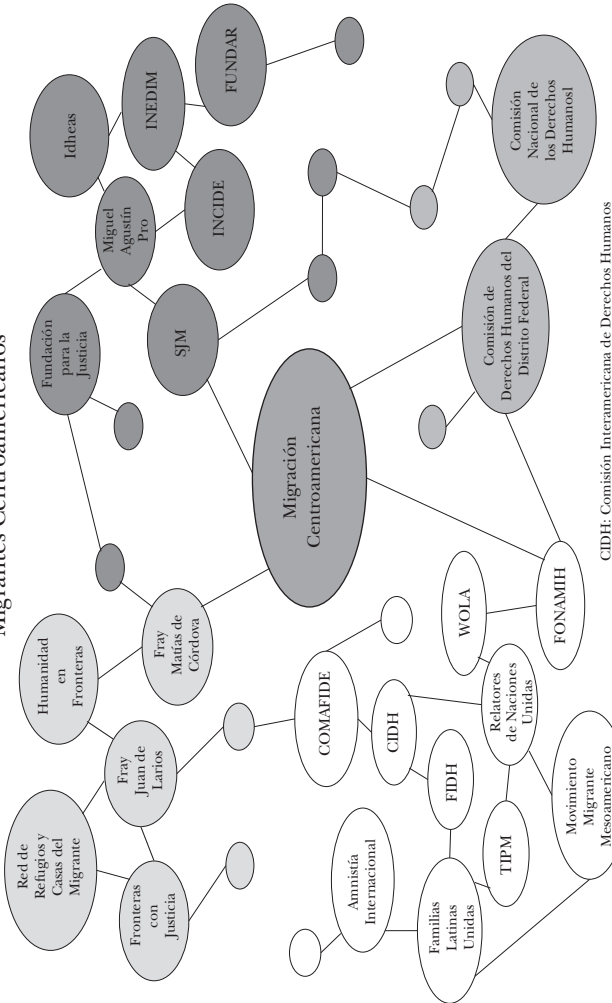 Migrantes Centroamericanos
Red de
Refugios y
Casas del
Migrante
Humanidad
en
Fronteras
Fray
Juan de
Larios
Fronteras
con
Justicia
Fray
Matías de
Córdova
Fundación
para la
Justicia
Miguel
Agustín
Pro
Idheas
INEDIM
FUNDAR
INCIDE
SJM
Migración
Centroamericana
COMAFIDE
CIDH
FIDH
Amnistía
Internacional
Familias
Latinas
Unidas
TIPM
Relatores
de Naciones
Unidas
WOLA
FONAMIH
Movimiento
Migrante
Mesoamericano
Comisión de
Derechos Humanos del
Distrito Federal
Comisión
Nacional de
los Derechos
Humanosl
CIDH: Comisión Interamericana de Derechos Humanos